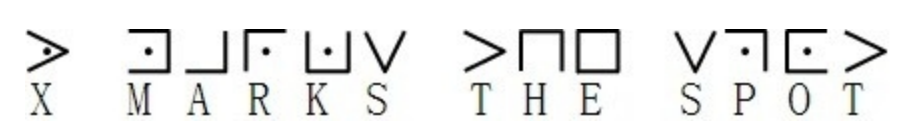 X MARKS THE SPOT